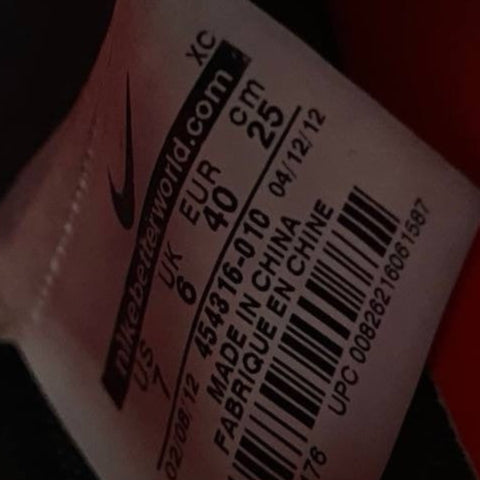 XC
nikebetterworld.com
US UK EUR cm
7 6 40 25
02/08/12 04/12/12
454316-010
MADE IN CHINA
FABRIQUE EN CHINE
UPC 00826216061587
176